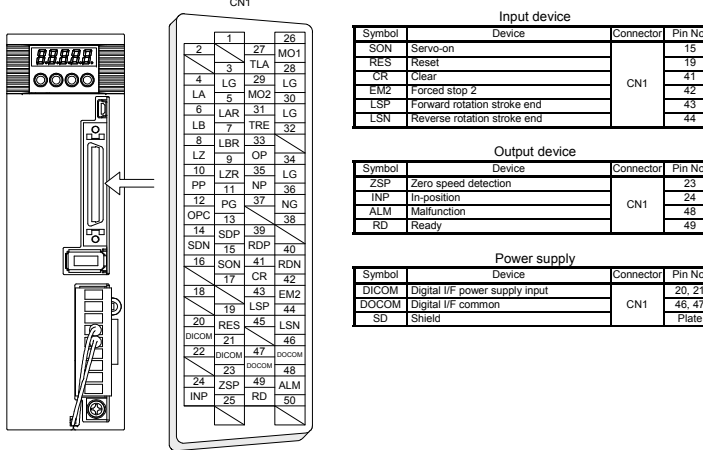 CN1
8.8.8.8.8.
1 26
2 27 MO1
3 TLA 28
4 LG 29 LG
LA 5 MO2 30
6 LAR 31 LG
LB 7 TRE 32
8 LBR 33
LZ 9 OP 34
10 LZR 35 LG
PP 11 NP 36
12 PG 37 NG
OPC 13 38
14 SDP 39
SDN 15 RDP 40
16 SON 41 RDN
17 CR 42
18 43 EM2
19 LSP 44
20 RES 45 LSN
DICOM 21 46
22 DICOM 47 DOCOM
23 DOCOM 48
24 ZSP 49 ALM
INP 25 RD 50
Input device
Symbol Device Connector Pin No
SON Servo-on 15
RES Reset 19
CR Clear 41
EM2 Forced stop 2 CN1 42
LSP Forward rotation stroke end 43
LSN Reverse rotation stroke end 44
Output device
Symbol Device Connector Pin No
ZSP Zero speed detection 23
INP In-position CN1 24
ALM Malfunction 48
RD Ready 49
Power supply
Symbol Device Connector Pin No
DICOM Digital I/F power supply input 20, 21
DOCOM Digital I/F common CN1 46, 47
SD Shield Plate